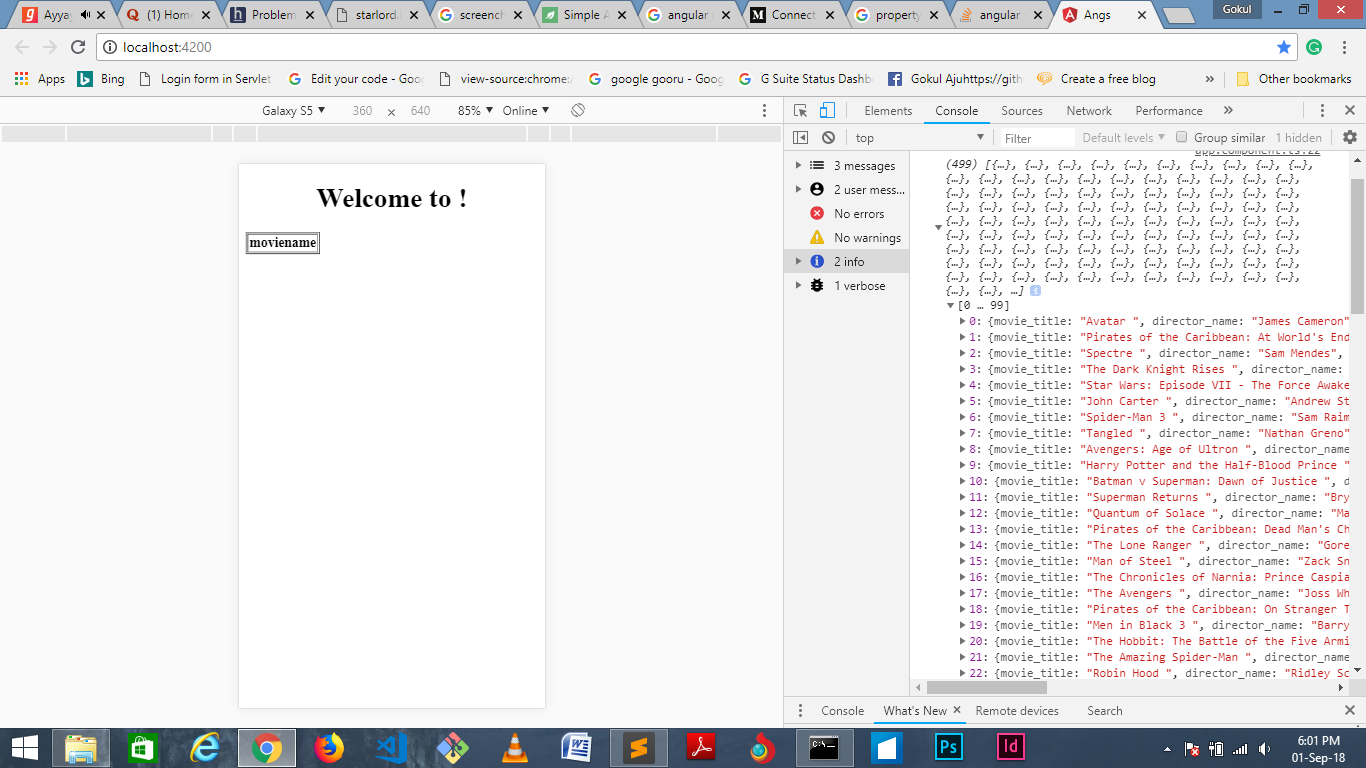 Ayyap
(1) Home
Problem
starlord.
screench
Simple A
angular
Connect
property
angular
Angs
Gokul
localhost:4200
Apps
Bing
Login form in Servlet
Edit your code - Goo
view-source:chrome:/
google gooru - Goog
G Suite Status Dashb
Gokul Ajuhttps://gith
Create a free blog
»
Other bookmarks
Galaxy S5 ▼ 360 × 640 85% ▼ Online ▼
Elements Console Sources Network Performance »
top ▼ Filter Default levels ▼ Group similar 1 hidden
Welcome to !
moviename
3 messages
2 user mess...
No errors
No warnings
2 info
1 verbose
app.component.ts:22
(499) [{…}, {…}, {…}, {…}, {…}, {…}, {…}, {…}, {…}, {…},
{…}, {…}, {…}, {…}, {…}, {…}, {…}, {…}, {…}, {…}, {…},
{…}, {…}, {…}, {…}, {…}, {…}, {…}, {…}, {…}, {…}, {…},
{…}, {…}, {…}, {…}, {…}, {…}, {…}, {…}, {…}, {…}, {…},
{…}, {…}, {…}, {…}, {…}, {…}, {…}, {…}, {…}, {…}, {…},
{…}, {…}, {…}, {…}, {…}, {…}, {…}, {…}, {…}, {…}, {…},
{…}, {…}, {…}, {…}, {…}, {…}, {…}, {…}, {…}, {…}, {…},
{…}, {…}, {…}, {…}, {…}, {…}, {…}, {…}, {…}, {…}, {…},
{…}, {…}, {…}, {…}, {…}, {…}, {…}, {…}, {…}, {…}, {…},
{…}, {…}, …]
[0 … 99]
0: {movie_title: "Avatar ", director_name: "James Cameron"
1: {movie_title: "Pirates of the Caribbean: At World's End
2: {movie_title: "Spectre ", director_name: "Sam Mendes",
3: {movie_title: "The Dark Knight Rises ", director_name:
4: {movie_title: "Star Wars: Episode VII - The Force Awake
5: {movie_title: "John Carter ", director_name: "Andrew St
6: {movie_title: "Spider-Man 3 ", director_name: "Sam Raim
7: {movie_title: "Tangled ", director_name: "Nathan Greno"
8: {movie_title: "Avengers: Age of Ultron ", director_name
9: {movie_title: "Harry Potter and the Half-Blood Prince "
10: {movie_title: "Batman v Superman: Dawn of Justice ", d
11: {movie_title: "Superman Returns ", director_name: "Bry
12: {movie_title: "Quantum of Solace ", director_name: "Ma
13: {movie_title: "Pirates of the Caribbean: Dead Man's Ch
14: {movie_title: "The Lone Ranger ", director_name: "Gore
15: {movie_title: "Man of Steel ", director_name: "Zack Sn
16: {movie_title: "The Chronicles of Narnia: Prince Caspia
17: {movie_title: "The Avengers ", director_name: "Joss Wh
18: {movie_title: "Pirates of the Caribbean: On Stranger T
19: {movie_title: "Men in Black 3 ", director_name: "Barry
20: {movie_title: "The Hobbit: The Battle of the Five Armi
21: {movie_title: "The Amazing Spider-Man ", director_name
22: {movie_title: "Robin Hood ", director_name: "Ridley Sc
Console What's New Remote devices Search
6:01 PM
01-Sep-18